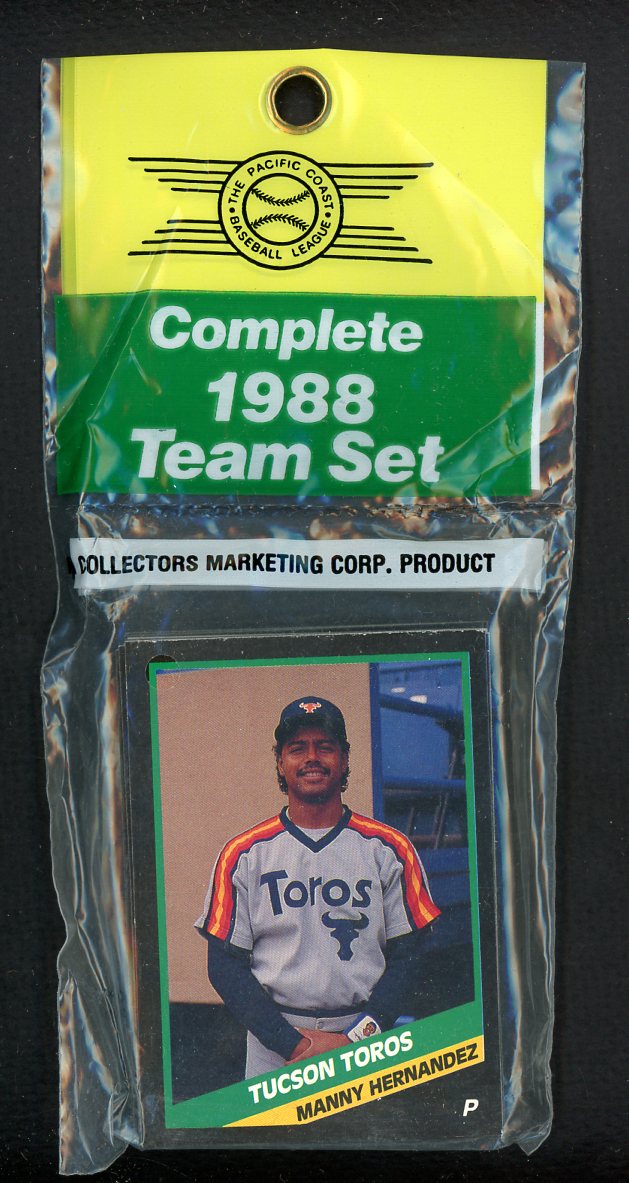 THE PACIFIC COAST
BASEBALL LEAGUE
Complete
1988
Team Set
COLLECTORS MARKETING CORP. PRODUCT
Toros
TUCSON TOROS
MANNY HERNANDEZ
P